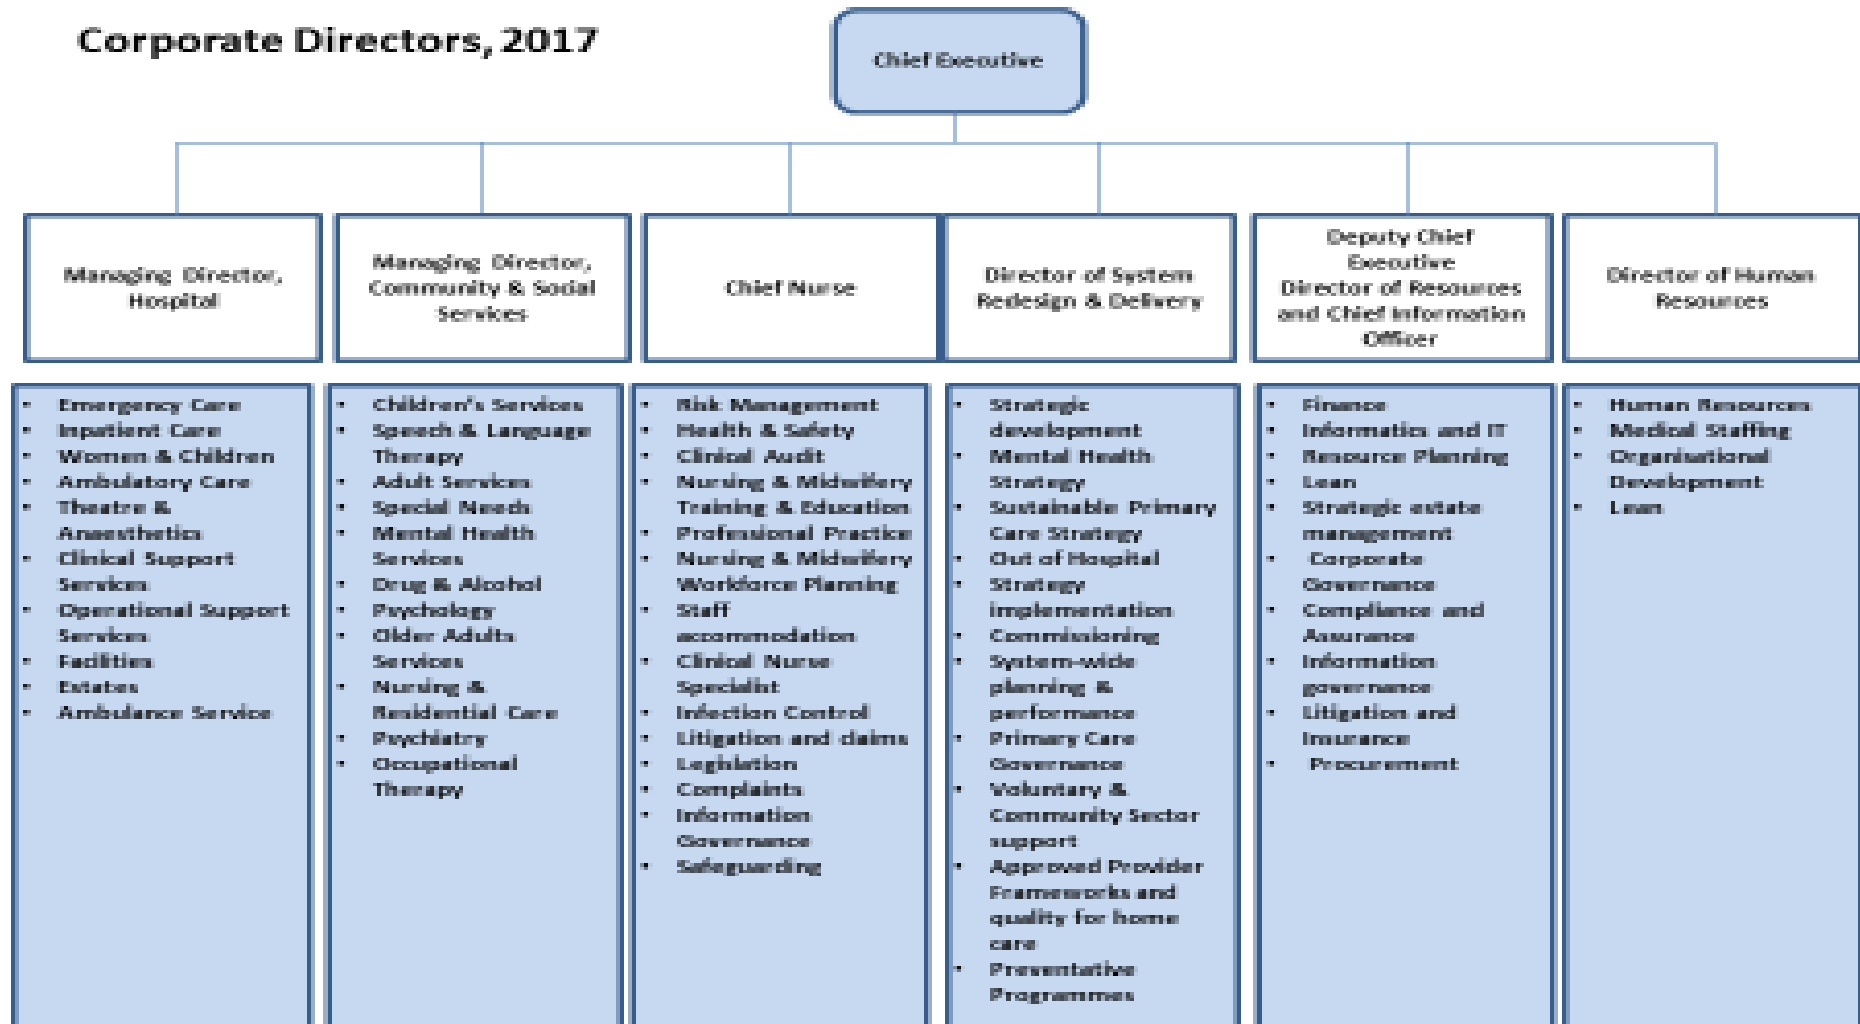 Corporate Directors, 2017
Chief Executive
Managing Director,
Hospital
Managing Director,
Community & Social
Services
Chief Nurse
Director of System
Redesign & Delivery
Deputy Chief
Executive
Director of Resources
and Chief Information
Officer
Director of Human
Resources
• Emergency Care
• Inpatient Care
• Women & Children
• Ambulatory Care
• Theatre &
Anaesthetics
• Clinical Support
Services
• Operational Support
Services
• Facilities
• Estates
• Ambulance Service
• Children's Services
• Speech & Language
Therapy
• Adult Services
• Special Needs
• Mental Health
Services
• Drug & Alcohol
• Psychology
• Older Adults
Services
• Nursing &
Residential Care
• Psychiatry
• Occupational
Therapy
• Risk Management
• Health & Safety
• Clinical Audit
• Nursing & Midwifery
Training & Education
• Professional Practice
• Nursing & Midwifery
Workforce Planning
• Staff
accommodation
• Clinical Nurse
Specialist
• Infection Control
• Litigation and claims
• Legislation
• Complaints
• Information
Governance
• Safeguarding
• Strategic
development
• Mental Health
Strategy
• Sustainable Primary
Care Strategy
• Out of Hospital
• Strategy
implementation
• Commissioning
• System-wide
planning &
performance
• Primary Care
Governance
• Voluntary &
Community Sector
support
• Approved Provider
Frameworks and
quality for home
care
• Preventative
Programmes
• Finance
• Informatics and IT
• Resource Planning
• Lean
• Strategic estate
management
• Corporate
Governance
• Compliance and
Assurance
• Information
governance
• Litigation and
Insurance
• Procurement
• Human Resources
• Medical Staffing
• Organisational
Development
• Lean